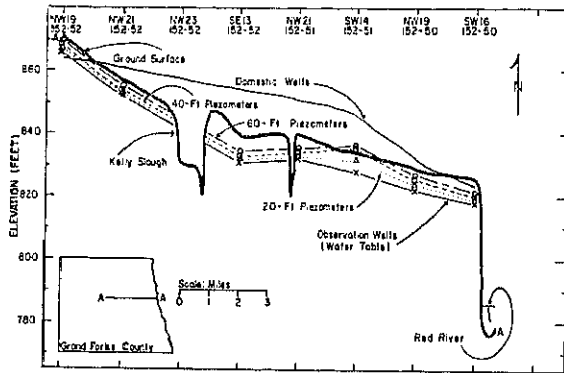 NW19 NW21 NW23 SE13 NW21 SW14 NW19 SW16
152-52 152-52 152-52 152-52 152-51 152-51 152-50 152-50
A
Ground Surface
Domestic Wells
N
860
40-Ft Piezometers
60-Ft Piezometers
840
Kelly Slough
ELEVATION (FEET)
820
20-Ft Piezometers
Observation Wells
(Water Table)
800
Scale: Miles
A A
0 1 2 3
780
A
Red River
Grand Forks County